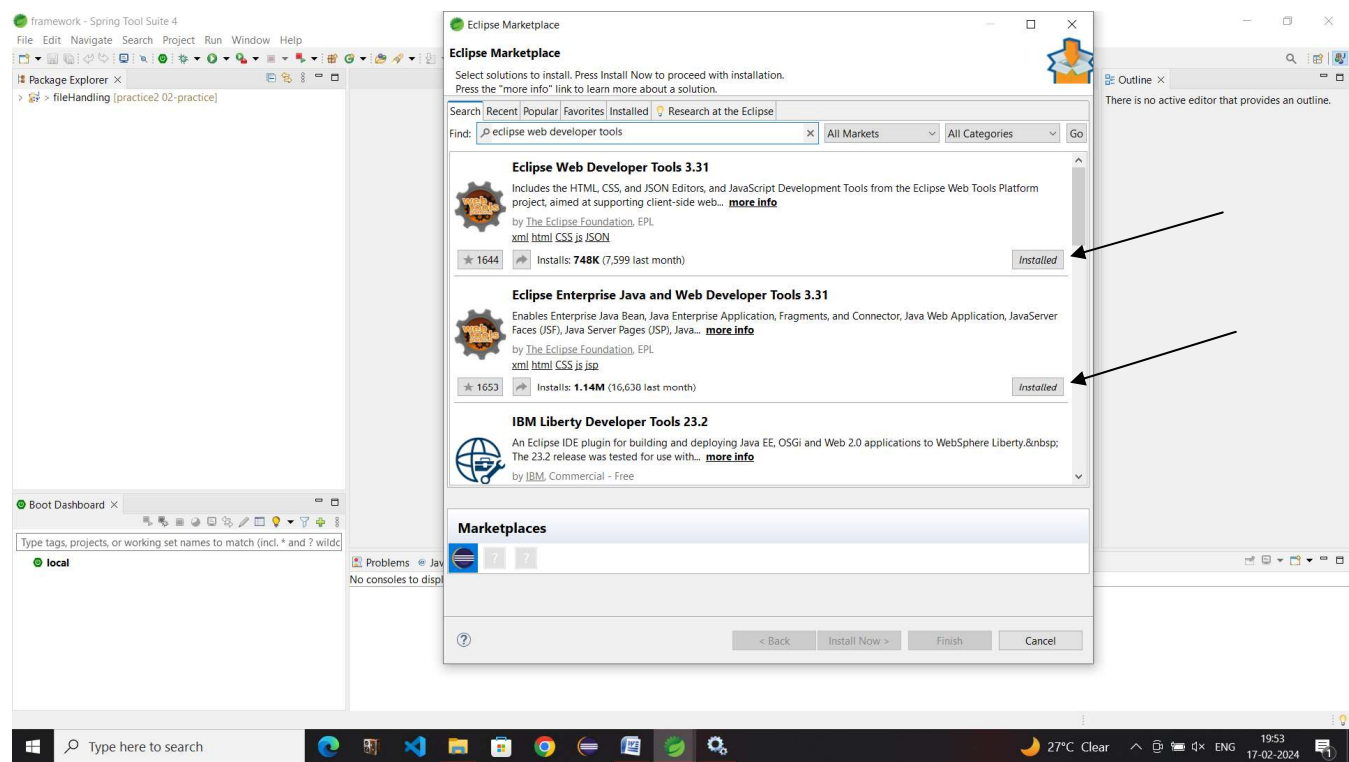 framework - Spring Tool Suite 4
File Edit Navigate Search Project Run Window Help
Package Explorer
> fileHandling [practice2 02-practice]
Eclipse Marketplace
Eclipse Marketplace
Select solutions to install. Press Install Now to proceed with installation.
Press the "more info" link to learn more about a solution.
Search Recent Popular Favorites Installed Research at the Eclipse
Find: eclipse web developer tools All Markets All Categories Go
Eclipse Web Developer Tools 3.31
Includes the HTML, CSS, and JSON Editors, and JavaScript Development Tools from the Eclipse Web Tools Platform
project, aimed at supporting client-side web... more info
by The Eclipse Foundation, EPL
xml html CSS js JSON
1644 Installs: 748K (7,599 last month) Installed
Eclipse Enterprise Java and Web Developer Tools 3.31
Enables Enterprise Java Bean, Java Enterprise Application, Fragments, and Connector, Java Web Application, JavaServer
Faces (JSF), Java Server Pages (JSP), Java... more info
by The Eclipse Foundation, EPL
xml html CSS js jsp
1653 Installs: 1.14M (16,630 last month) Installed
IBM Liberty Developer Tools 23.2
An Eclipse IDE plugin for building and deploying Java EE, OSGi and Web 2.0 applications to WebSphere Liberty.&nbsp;
The 23.2 release was tested for use with... more info
by IBM, Commercial - Free
Marketplaces
? ?
< Back Install Now > Finish Cancel
Outline
There is no active editor that provides an outline.
Boot Dashboard
Type tags, projects, or working set names to match (incl. * and ? wildc
local
Problems Jav
No consoles to displ
Type here to search
27°C Clear ENG 19:53
17-02-2024
1